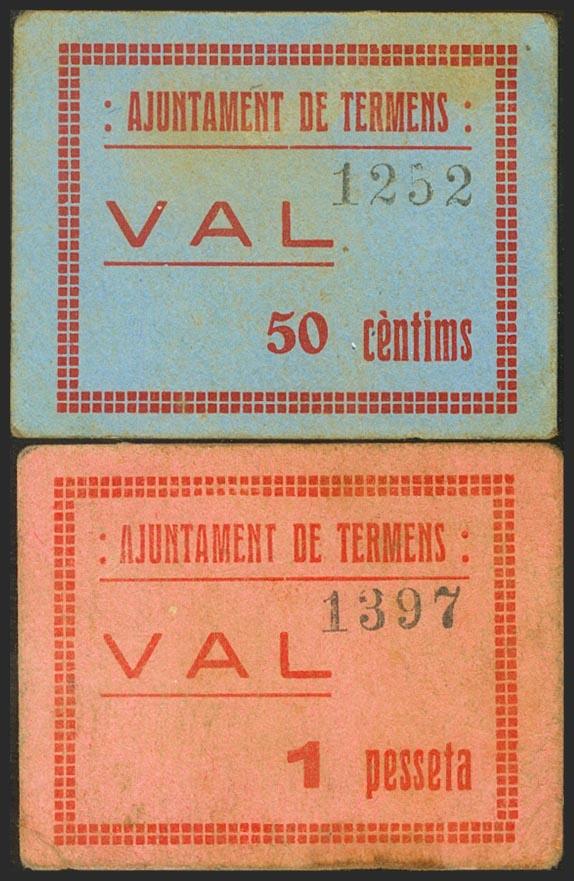 : AJUNTAMENT DE TERMENS :
1252
VAL
50 cèntims
: AJUNTAMENT DE TERMENS :
1397
VAL
1 pesseta